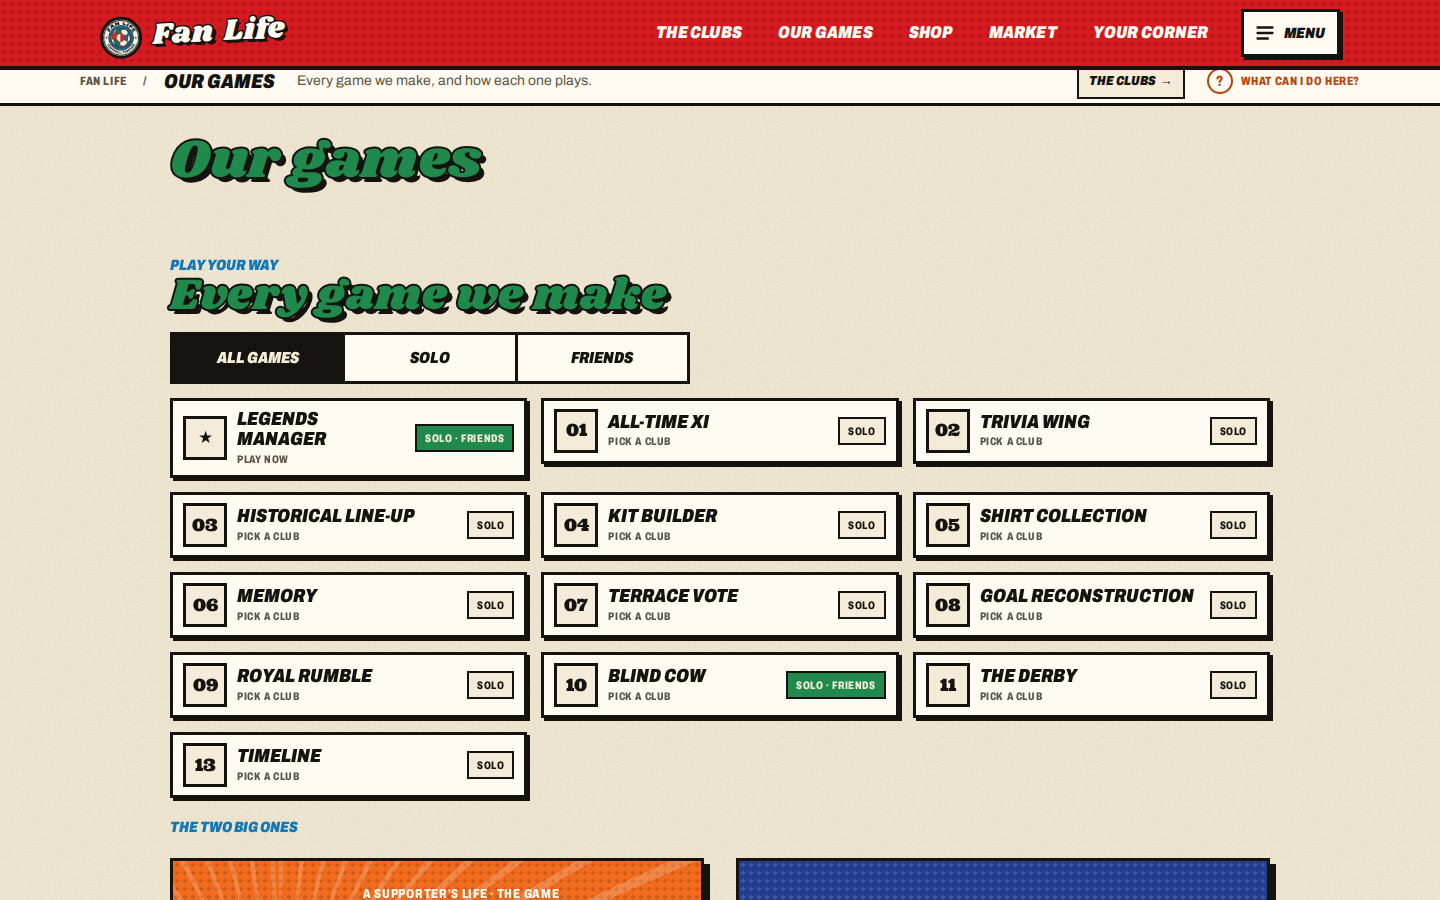 Fan Life
THE CLUBS
OUR GAMES
SHOP
MARKET
YOUR CORNER
MENU
FAN LIFE / OUR GAMES Every game we make, and how each one plays.
THE CLUBS →
? WHAT CAN I DO HERE?
Our games
PLAY YOUR WAY
Every game we make
ALL GAMES
SOLO
FRIENDS
★ LEGENDS MANAGER
PLAY NOW
SOLO · FRIENDS
01 ALL-TIME XI
PICK A CLUB
SOLO
02 TRIVIA WING
PICK A CLUB
SOLO
03 HISTORICAL LINE-UP
PICK A CLUB
SOLO
04 KIT BUILDER
PICK A CLUB
SOLO
05 SHIRT COLLECTION
PICK A CLUB
SOLO
06 MEMORY
PICK A CLUB
SOLO
07 TERRACE VOTE
PICK A CLUB
SOLO
08 GOAL RECONSTRUCTION
PICK A CLUB
SOLO
09 ROYAL RUMBLE
PICK A CLUB
SOLO
10 BLIND COW
PICK A CLUB
SOLO · FRIENDS
11 THE DERBY
PICK A CLUB
SOLO
13 TIMELINE
PICK A CLUB
SOLO
THE TWO BIG ONES
A SUPPORTER'S LIFE · THE GAME